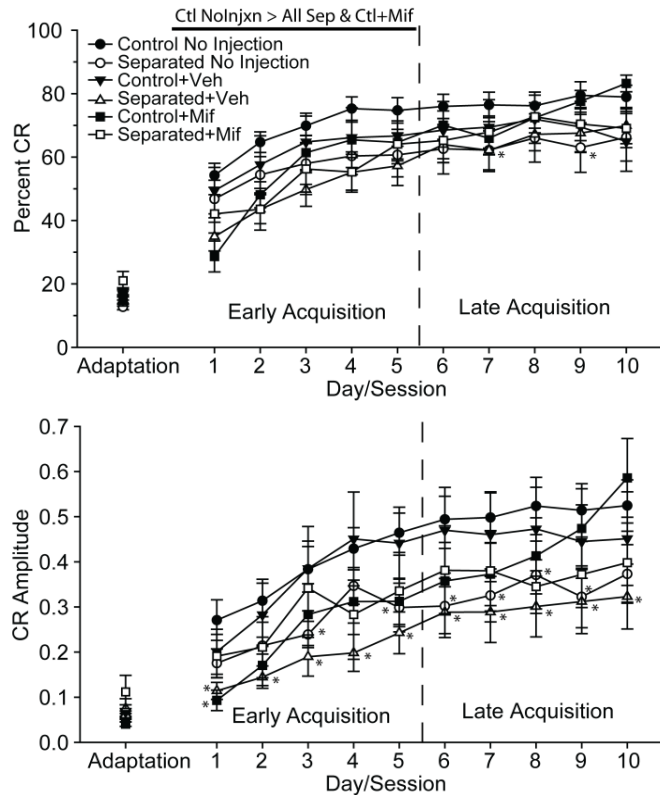 Ctl NoInjxn > All Sep & Ctl+Mif
100
Control No Injection
Separated No Injection
Control+Veh
80
Separated+Veh
Control+Mif
Separated+Mif
60
Percent CR
*
*
40
20
Early Acquisition
Late Acquisition
0
Adaptation
1 2 3 4 5 6 7 8 9 10
Day/Session
0.7
0.6
0.5
0.4
CR Amplitude
0.3
0.2
0.1
* * * * * * * * * * * *
Early Acquisition
Late Acquisition
0.0
Adaptation
1 2 3 4 5 6 7 8 9 10
Day/Session